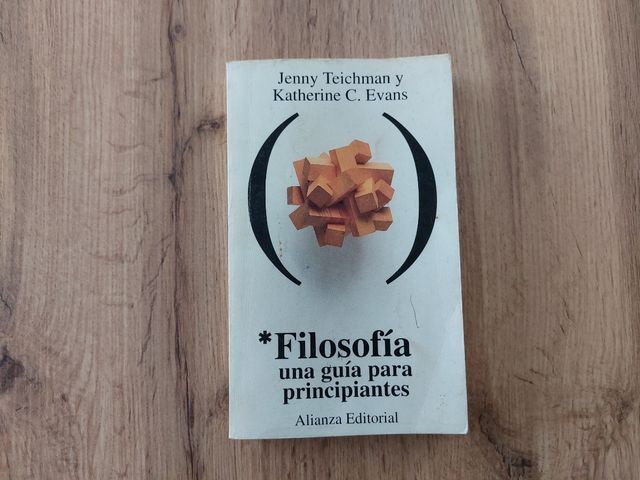 Jenny Teichman y
Katherine C. Evans
( )
*Filosofía
una guía para
principiantes
Alianza Editorial